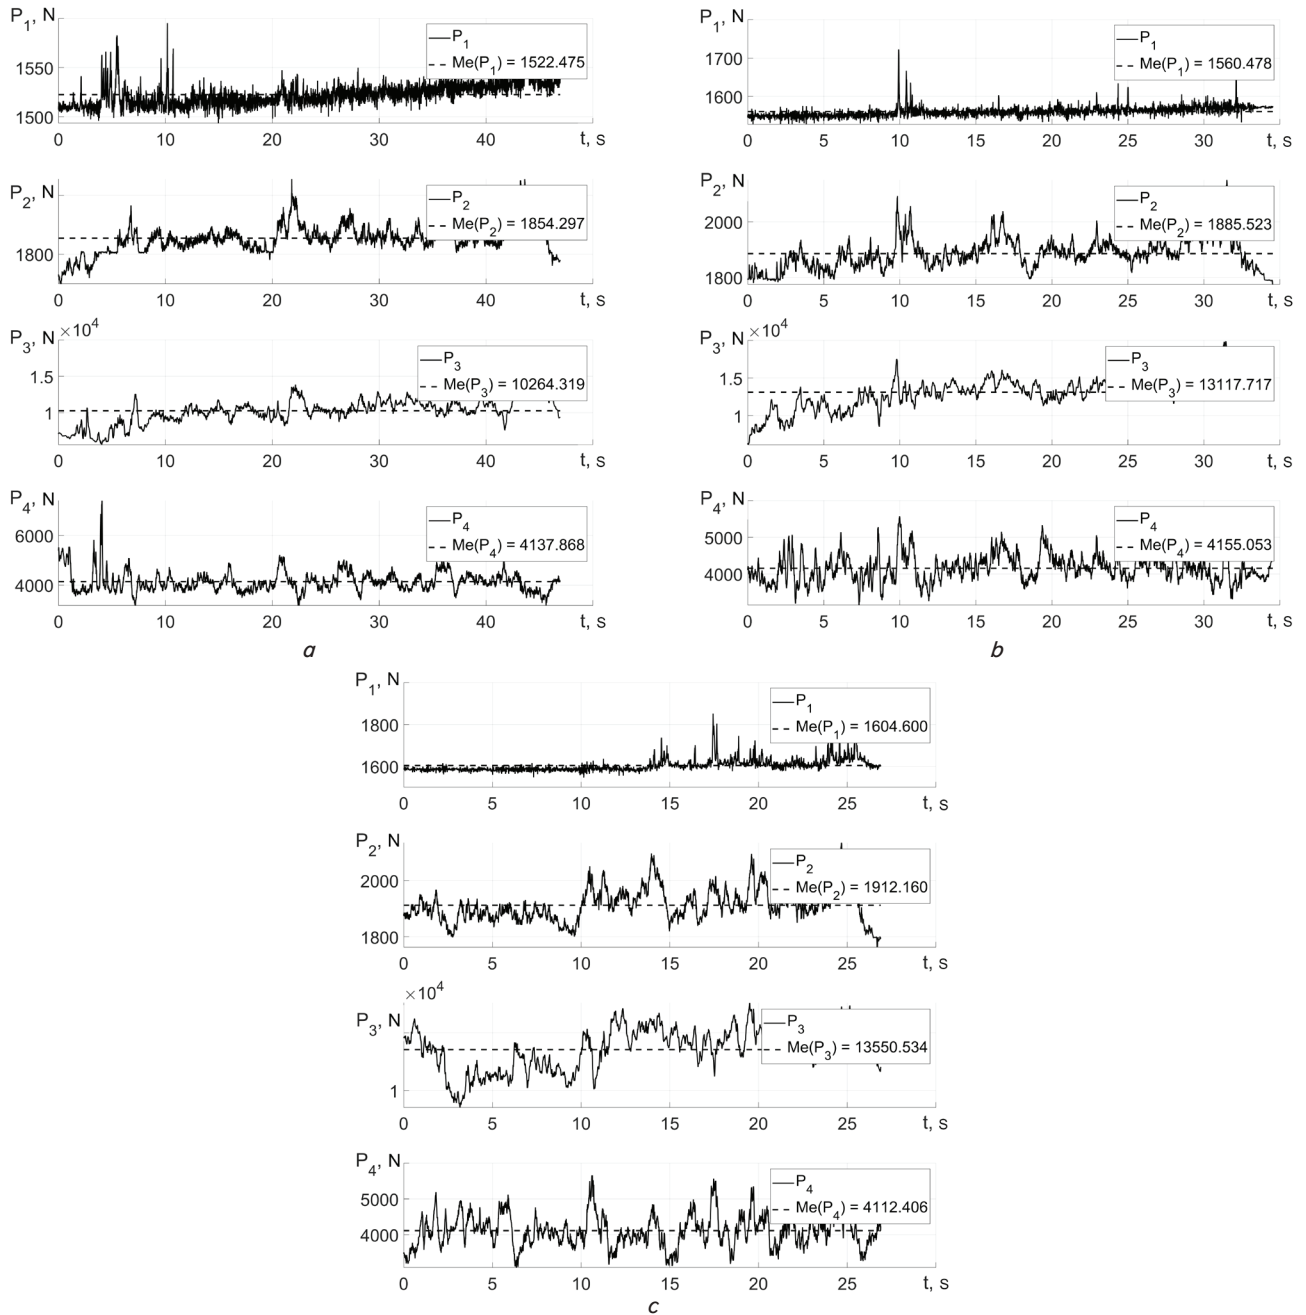 P1, N
1550
1500
P1
Me(P1) = 1522.475
0 10 20 30 40 t, s
P2, N
1800
P2
Me(P2) = 1854.297
0 10 20 30 40 t, s
×10^4
P3, N
1.5
1
P3
Me(P3) = 10264.319
0 10 20 30 40 t, s
P4, N
6000
4000
P4
Me(P4) = 4137.868
0 10 20 30 40 t, s
a
P1, N
1700
1600
P1
Me(P1) = 1560.478
0 5 10 15 20 25 30 t, s
P2, N
2000
1800
P2
Me(P2) = 1885.523
0 5 10 15 20 25 30 t, s
×10^4
P3, N
1.5
1
P3
Me(P3) = 13117.717
0 5 10 15 20 25 30 t, s
P4, N
5000
4000
P4
Me(P4) = 4155.053
0 5 10 15 20 25 30 t, s
b
P1, N
1800
1600
P1
Me(P1) = 1604.600
0 5 10 15 20 25 t, s
P2, N
2000
1800
P2
Me(P2) = 1912.160
0 5 10 15 20 25 t, s
×10^4
P3, N
1
P3
Me(P3) = 13550.534
0 5 10 15 20 25 t, s
P4, N
5000
4000
P4
Me(P4) = 4112.406
0 5 10 15 20 25 t, s
c